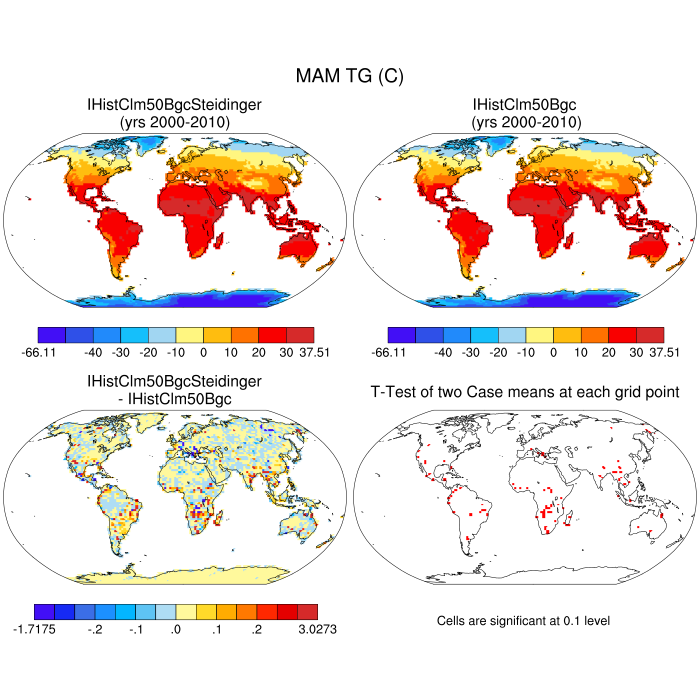 MAM TG (C)
IHistClm50BgcSteidinger
(yrs 2000-2010)
IHistClm50Bgc
(yrs 2000-2010)
-66.11 -40 -30 -20 -10 0 10 20 30 37.51
-66.11 -40 -30 -20 -10 0 10 20 30 37.51
IHistClm50BgcSteidinger
- IHistClm50Bgc
T-Test of two Case means at each grid point
-1.7175 -.2 -.1 .0 .1 .2 3.0273
Cells are significant at 0.1 level